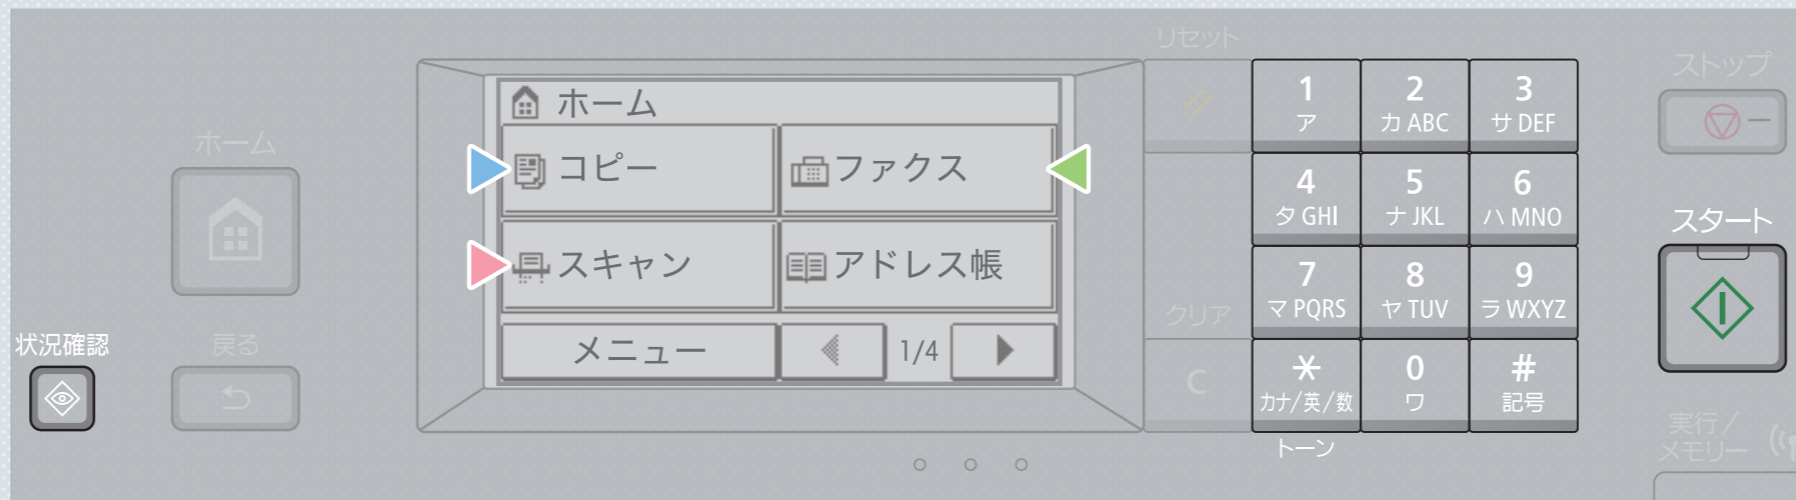 リセット
ストップ
ホーム
コピー
ファクス
スキャン
アドレス帳
メニュー
1/4
ホーム
戻る
状況確認
クリア
C
1
ア
2
カ ABC
3
サ DEF
4
タ GHI
5
ナ JKL
6
ハ MNO
7
マ PQRS
8
ヤ TUV
9
ラ WXYZ
＊
カナ/英/数
0
ワ
#
記号
トーン
スタート
実行/
メモリー